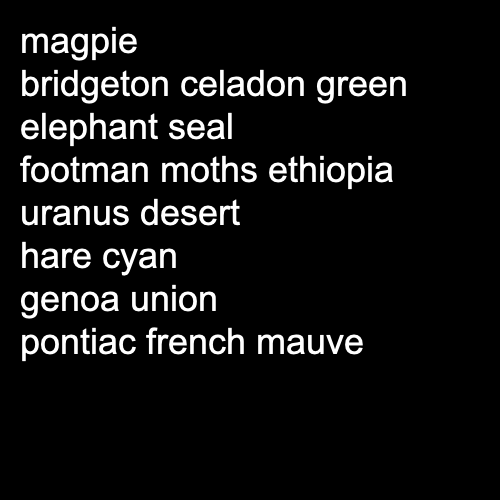 magpie
bridgeton celadon green
elephant seal
footman moths ethiopia
uranus desert
hare cyan
genoa union
pontiac french mauve